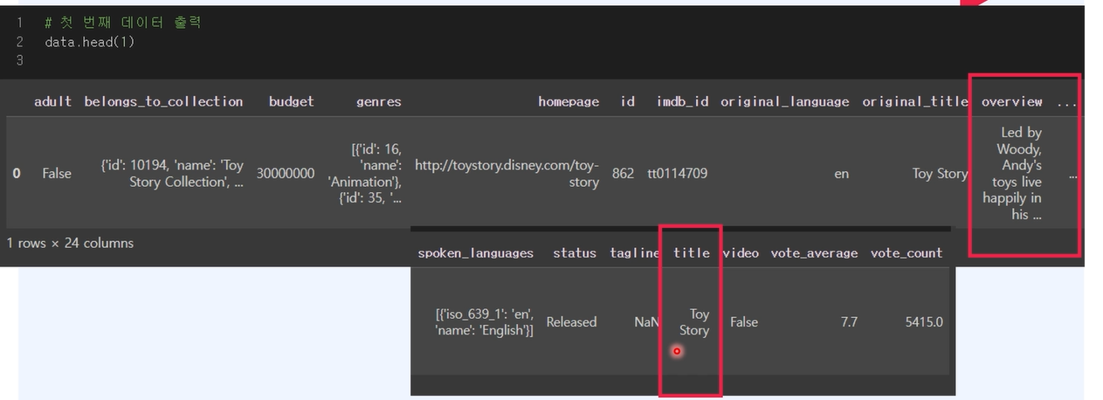 1 # 첫 번째 데이터 출력
2 data.head(1)
3
adult belongs_to_collection budget genres homepage id imdb_id original_language original_title overview ...
0 False {'id': 10194, 'name': 'Toy Story Collection', ... 30000000 [{'id': 16, 'name': 'Animation'}, {'id': 35, '... http://toystory.disney.com/toy-story 862 tt0114709 en Toy Story Led by Woody, Andy's toys live happily in his ... ...
1 rows × 24 columns
spoken_languages status tagline title video vote_average vote_count
[{'iso_639_1': 'en', 'name': 'English'}] Released NaN Toy Story False 7.7 5415.0